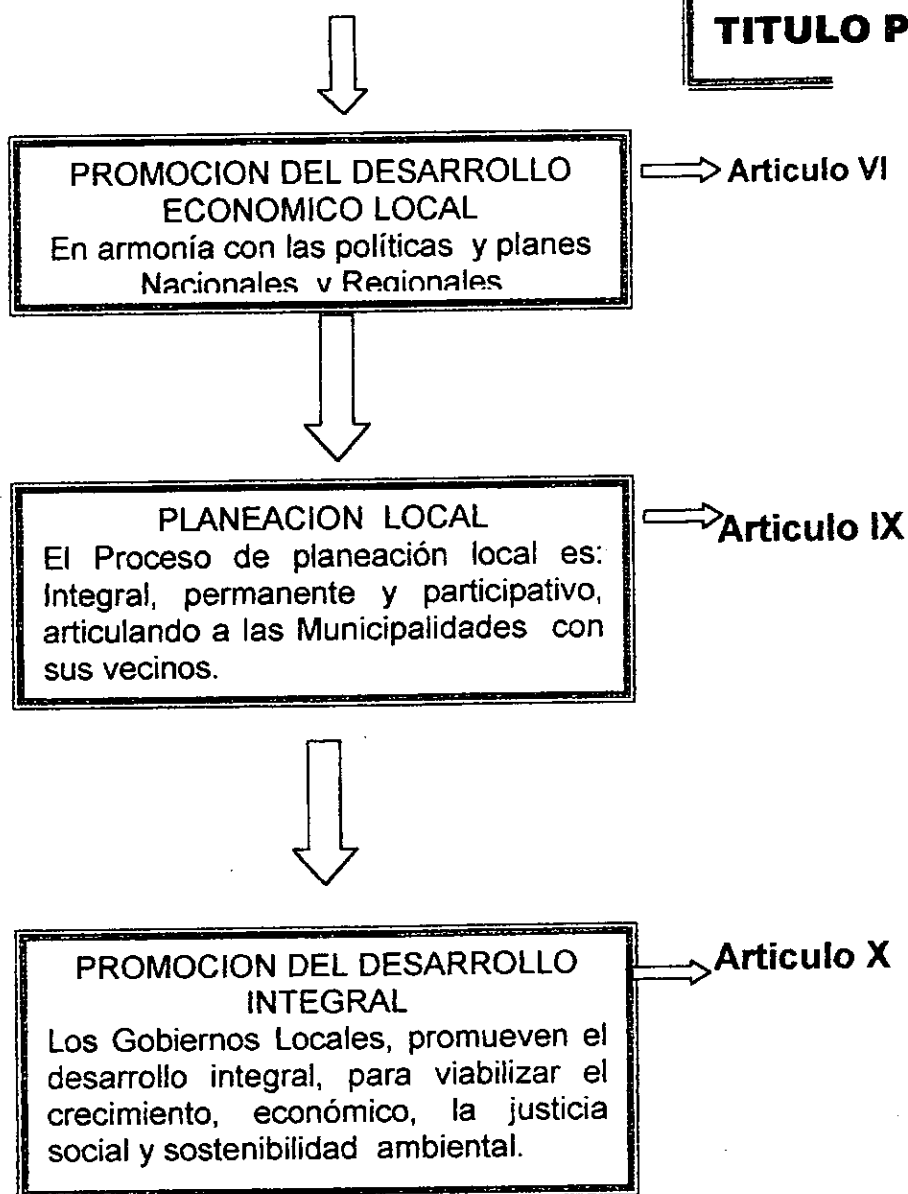 TITULO P
PROMOCION DEL DESARROLLO
ECONOMICO LOCAL
En armonía con las políticas y planes
Nacionales y Regionales
Articulo VI
PLANEACION LOCAL
El Proceso de planeación local es:
Integral, permanente y participativo,
articulando a las Municipalidades con
sus vecinos.
Articulo IX
PROMOCION DEL DESARROLLO
INTEGRAL
Los Gobiernos Locales, promueven el
desarrollo integral, para viabilizar el
crecimiento, económico, la justicia
social y sostenibilidad ambiental.
Articulo X